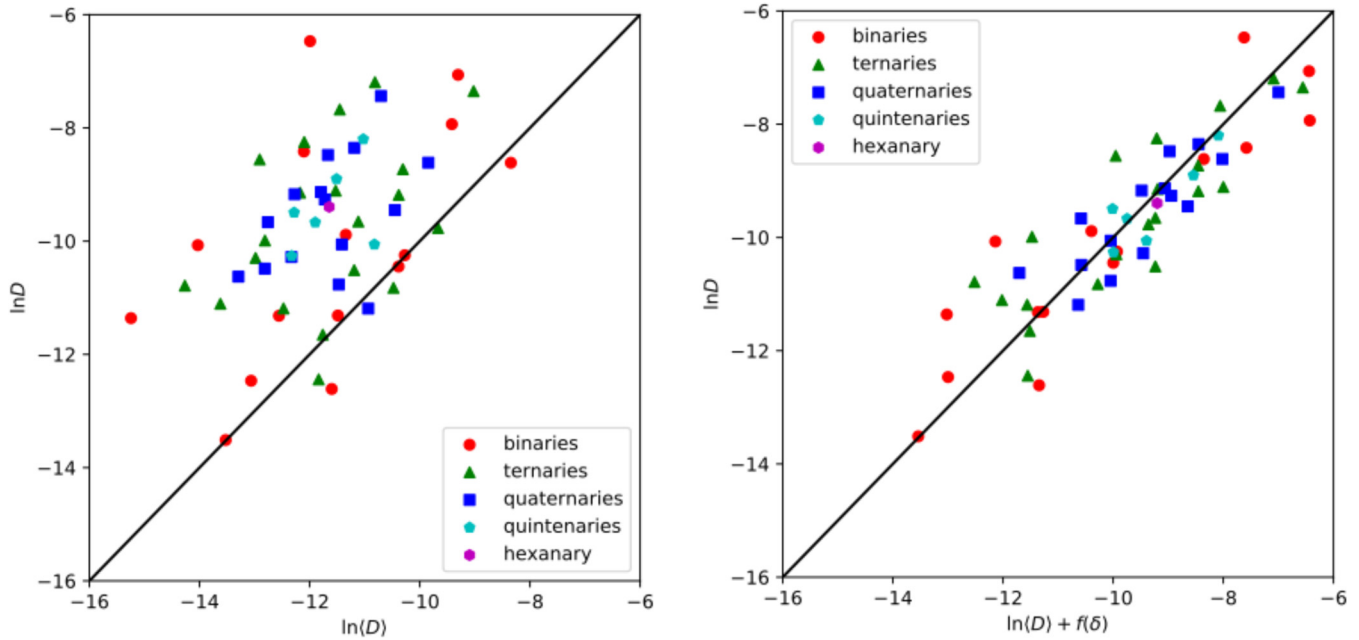 −6
−8
−10
−12
−14
−16
lnD
−16
−14
−12
−10
−8
−6
ln⟨D⟩
binaries
ternaries
quaternaries
quintenaries
hexanary
−6
−8
−10
−12
−14
−16
lnD
−16
−14
−12
−10
−8
−6
ln⟨D⟩ + f(δ)
binaries
ternaries
quaternaries
quintenaries
hexanary